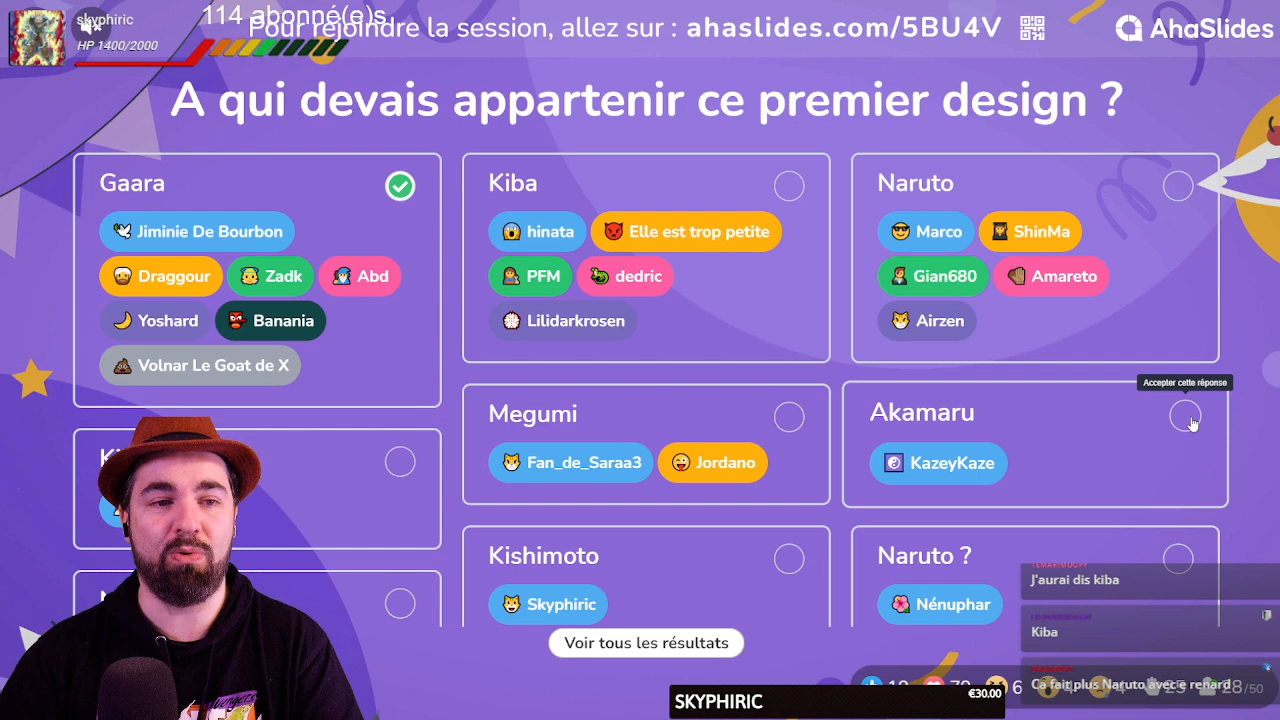 skyphiric
114 abonné(e)s
HP 1400/2000
Pour rejoindre la session, allez sur : ahaslides.com/5BU4V
AhaSlides
A qui devais appartenir ce premier design ?
Gaara
Jiminie De Bourbon
Draggour
Zadk
Abd
Yoshard
Banania
Volnar Le Goat de X
Kiba
hinata
Elle est trop petite
PFM
dedric
Lilidarkrosen
Naruto
Marco
ShinMa
Gian680
Amareto
Airzen
Accepter cette réponse
Megumi
Fan_de_Saraa3
Jordano
Akamaru
KazeyKaze
Kishimoto
Skyphiric
Naruto ?
Nénuphar
J'aurai dis kiba
Kiba
Ca fait plus Naruto avec le renard
Voir tous les résultats
6
28/50
SKYPHIRIC
€30.00